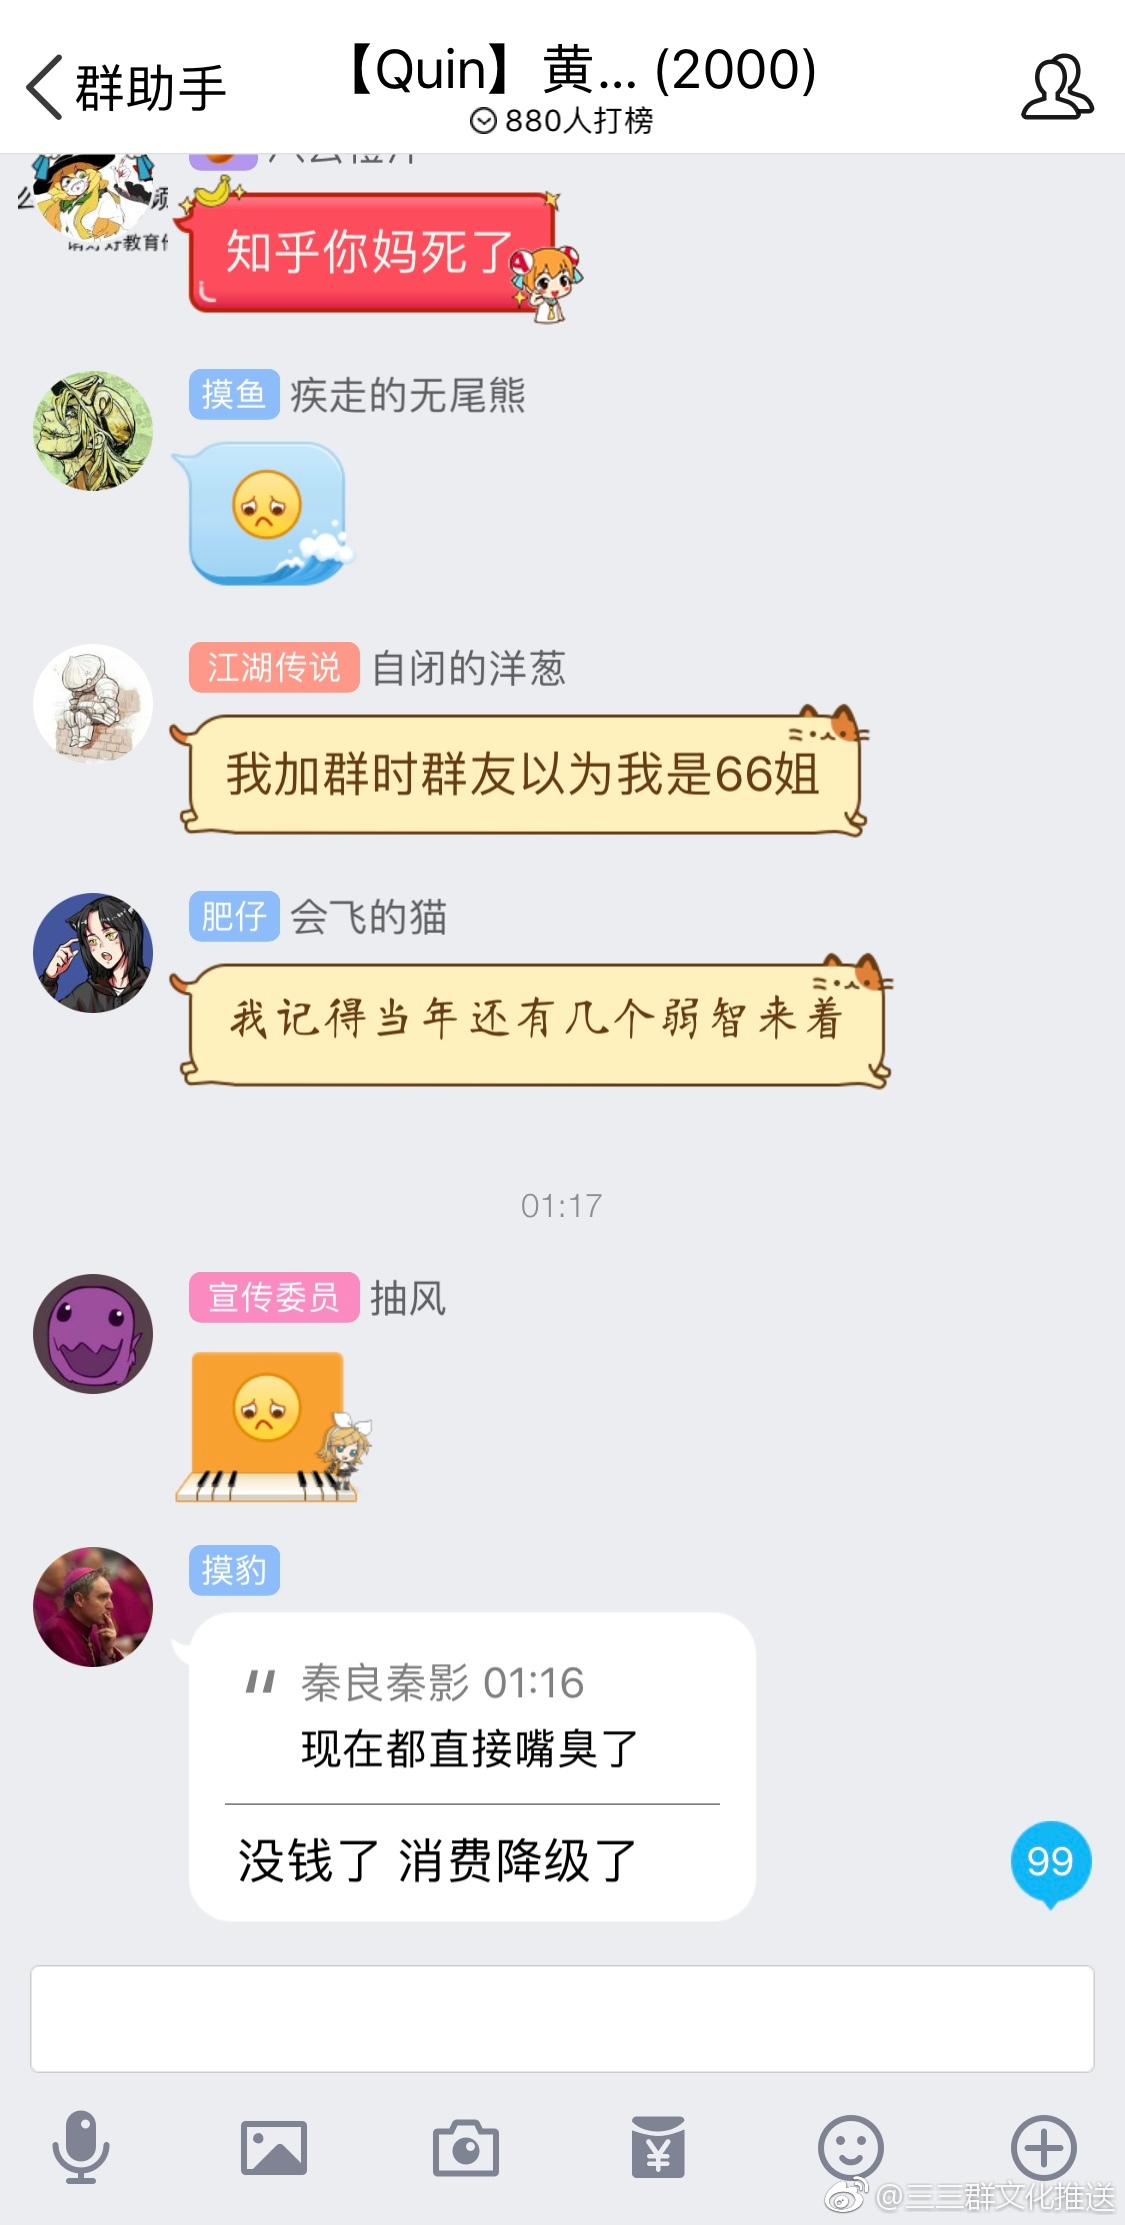 群助手
【Quin】黄... (2000)
880人打榜
知乎你妈死了
摸鱼 疾走的无尾熊
江湖传说 自闭的洋葱
我加群时群友以为我是66姐
肥仔 会飞的猫
我记得当年还有几个弱智来着
01:17
宣传委员 抽风
摸豹
秦良秦影 01:16
现在都直接嘴臭了
没钱了 消费降级了
99
@三三群文化推送